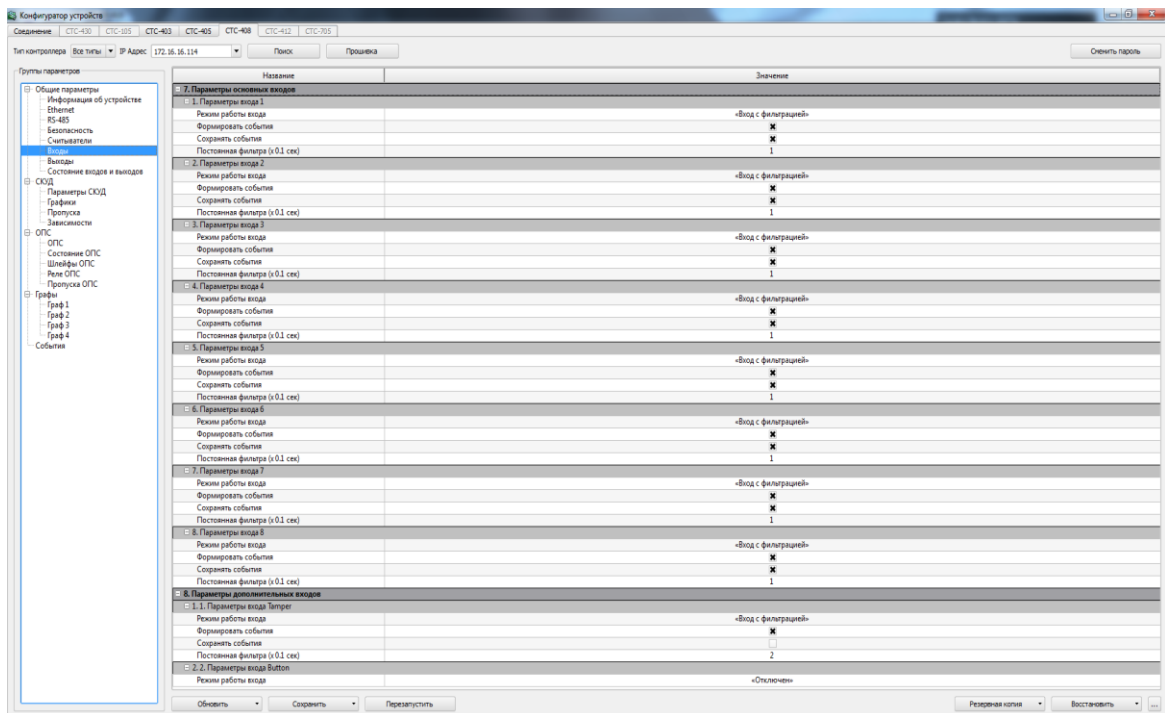 Конфигуратор устройств
Соединение СТС-430 СТС-105 СТС-403 СТС-405 СТС-408 СТС-412 СТС-705
Тип контроллера Все типы IP Адрес 172.16.16.114 Поиск Прошивка Сменить пароль
Группы параметров
Общие параметры
Информация об устройстве
Ethernet
RS-485
Безопасность
Считыватели
Входы
Выходы
Состояние входов и выходов
СКУД
Параметры СКУД
Графики
Пропуска
Зависимости
ОПС
ОПС
Состояние ОПС
Шлейфы ОПС
Реле ОПС
Пропуска ОПС
Графы
Граф 1
Граф 2
Граф 3
Граф 4
События
Название Значение
7. Параметры основных входов
1. Параметры входа 1
Режим работы входа «Вход с фильтрацией»
Формировать события
Сохранять события
Постоянная фильтра (x 0.1 сек) 1
2. Параметры входа 2
Режим работы входа «Вход с фильтрацией»
Формировать события
Сохранять события
Постоянная фильтра (x 0.1 сек) 1
3. Параметры входа 3
Режим работы входа «Вход с фильтрацией»
Формировать события
Сохранять события
Постоянная фильтра (x 0.1 сек) 1
4. Параметры входа 4
Режим работы входа «Вход с фильтрацией»
Формировать события
Сохранять события
Постоянная фильтра (x 0.1 сек) 1
5. Параметры входа 5
Режим работы входа «Вход с фильтрацией»
Формировать события
Сохранять события
Постоянная фильтра (x 0.1 сек) 1
6. Параметры входа 6
Режим работы входа «Вход с фильтрацией»
Формировать события
Сохранять события
Постоянная фильтра (x 0.1 сек) 1
7. Параметры входа 7
Режим работы входа «Вход с фильтрацией»
Формировать события
Сохранять события
Постоянная фильтра (x 0.1 сек) 1
8. Параметры входа 8
Режим работы входа «Вход с фильтрацией»
Формировать события
Сохранять события
Постоянная фильтра (x 0.1 сек) 1
8. Параметры дополнительных входов
1. 1. Параметры входа Tamper
Режим работы входа «Вход с фильтрацией»
Формировать события
Сохранять события
Постоянная фильтра (x 0.1 сек) 2
2. 2. Параметры входа Button
Режим работы входа «Отключен»
Обновить Сохранить Перезапустить Резервная копия Восстановить ...